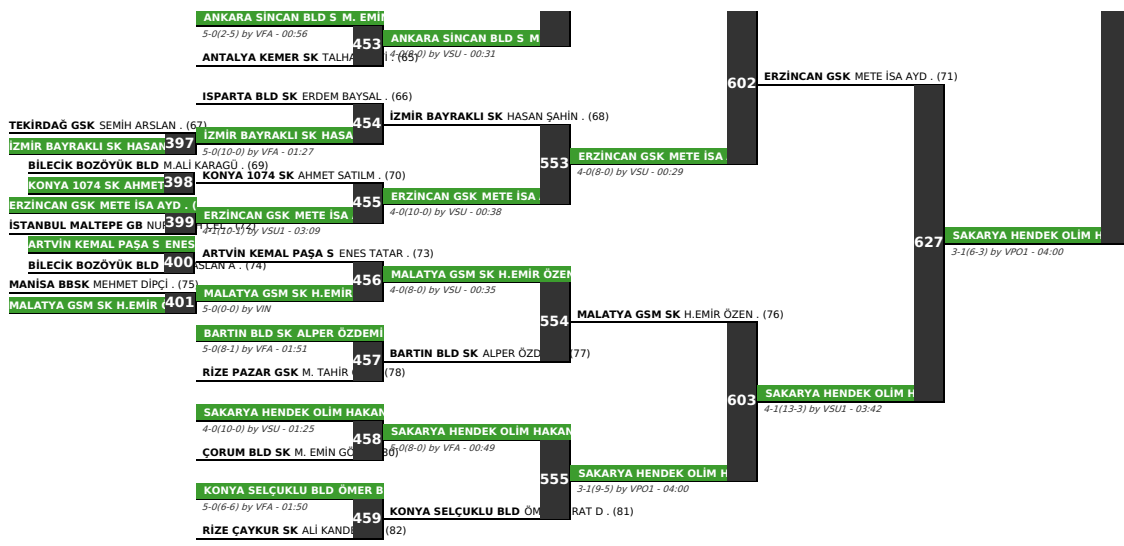 ANKARA SİNCAN BLD S M. EMİN
5-0(2-5) by VFA - 00:56
453
ANTALYA KEMER SK TALHA (65)
ANKARA SİNCAN BLD S M
4-0(8-0) by VSU - 00:31
ISPARTA BLD SK ERDEM BAYSAL . (66)
454
İZMİR BAYRAKLI SK HASA
5-0(10-0) by VFA - 01:27
TEKİRDAĞ GSK SEMİH ARSLAN . (67)
397
İZMİR BAYRAKLI SK HASAN
BİLECİK BOZÖYÜK BLD M.ALİ KARAGÜ . (69)
398
KONYA 1074 SK AHMET
ERZİNCAN GSK METE İSA AYD . (
399
İSTANBUL MALTEPE GB
ARTVİN KEMAL PAŞA S ENES
400
BİLECİK BOZÖYÜK BLD ASLAN A . (74)
MANİSA BBSK MEHMET DİPÇİ . (75)
401
MALATYA GSM SK H.EMİR
KONYA 1074 SK AHMET SATILM . (70)
455
ERZİNCAN GSK METE İSA
4-1(10-1) by VSU1 - 03:09
ARTVİN KEMAL PAŞA S ENES TATAR . (73)
456
MALATYA GSM SK H.EMİR
5-0(0-0) by VIN
BARTIN BLD SK ALPER ÖZDEMİ
5-0(8-1) by VFA - 01:51
457
RİZE PAZAR GSK M. TAHİR (78)
SAKARYA HENDEK OLİM HAKAN
4-0(10-0) by VSU - 01:25
458
ÇORUM BLD SK M. EMİN
KONYA SELÇUKLU BLD ÖMER B
5-0(6-6) by VFA - 01:50
459
RİZE ÇAYKUR SK ALİ KANDE (82)
İZMİR BAYRAKLI SK HASAN ŞAHİN . (68)
553
ERZİNCAN GSK METE İSA
4-0(10-0) by VSU - 00:38
MALATYA GSM SK H.EMİR ÖZEN
4-0(8-0) by VSU - 00:35
554
BARTIN BLD SK ALPER ÖZD (77)
SAKARYA HENDEK OLİM HAKAN
5-0(8-0) by VFA - 00:49
555
KONYA SELÇUKLU BLD RAT D . (81)
602
ERZİNCAN GSK METE İSA
4-0(8-0) by VSU - 00:29
MALATYA GSM SK H.EMİR ÖZEN . (76)
603
SAKARYA HENDEK OLİM H
3-1(9-5) by VPO1 - 04:00
ERZİNCAN GSK METE İSA AYD . (71)
627
SAKARYA HENDEK OLİM H
4-1(13-3) by VSU1 - 03:42
SAKARYA HENDEK OLİM H
3-1(6-3) by VPO1 - 04:00